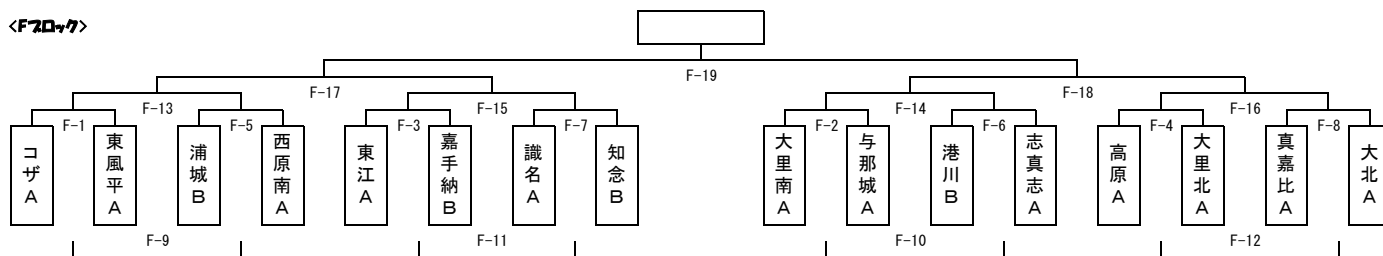 <Fブロック>
F-19
F-17 F-18
F-13 F-15 F-14 F-16
F-1 F-5 F-3 F-7 F-2 F-6 F-4 F-8
コザA
東風平A
浦城B
西原南A
東江A
嘉手納B
識名A
知念B
大里南A
与那城A
港川B
志真志A
高原A
大里北A
真嘉比A
大北A
F-9 F-11 F-10 F-12